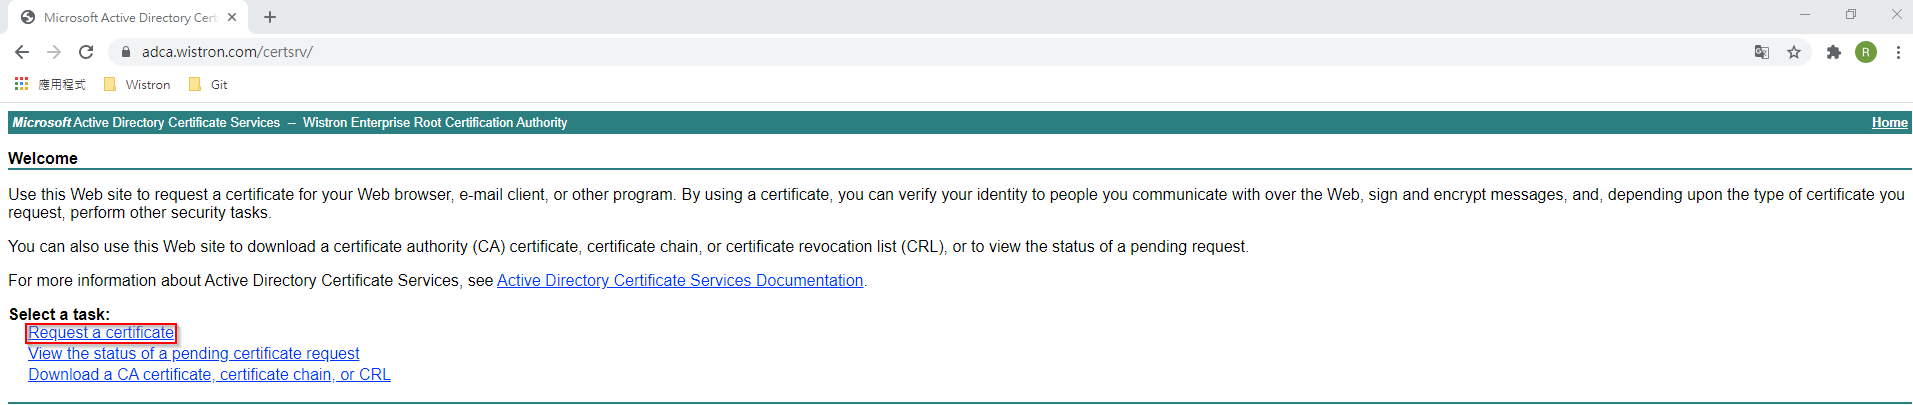 Microsoft Active Directory Cert
adca.wistron.com/certsrv/
R
應用程式 Wistron Git
Microsoft Active Directory Certificate Services -- Wistron Enterprise Root Certification Authority Home
Welcome
Use this Web site to request a certificate for your Web browser, e-mail client, or other program. By using a certificate, you can verify your identity to people you communicate with over the Web, sign and encrypt messages, and, depending upon the type of certificate you
request, perform other security tasks.
You can also use this Web site to download a certificate authority (CA) certificate, certificate chain, or certificate revocation list (CRL), or to view the status of a pending request.
For more information about Active Directory Certificate Services, see Active Directory Certificate Services Documentation.
Select a task:
Request a certificate
View the status of a pending certificate request
Download a CA certificate, certificate chain, or CRL